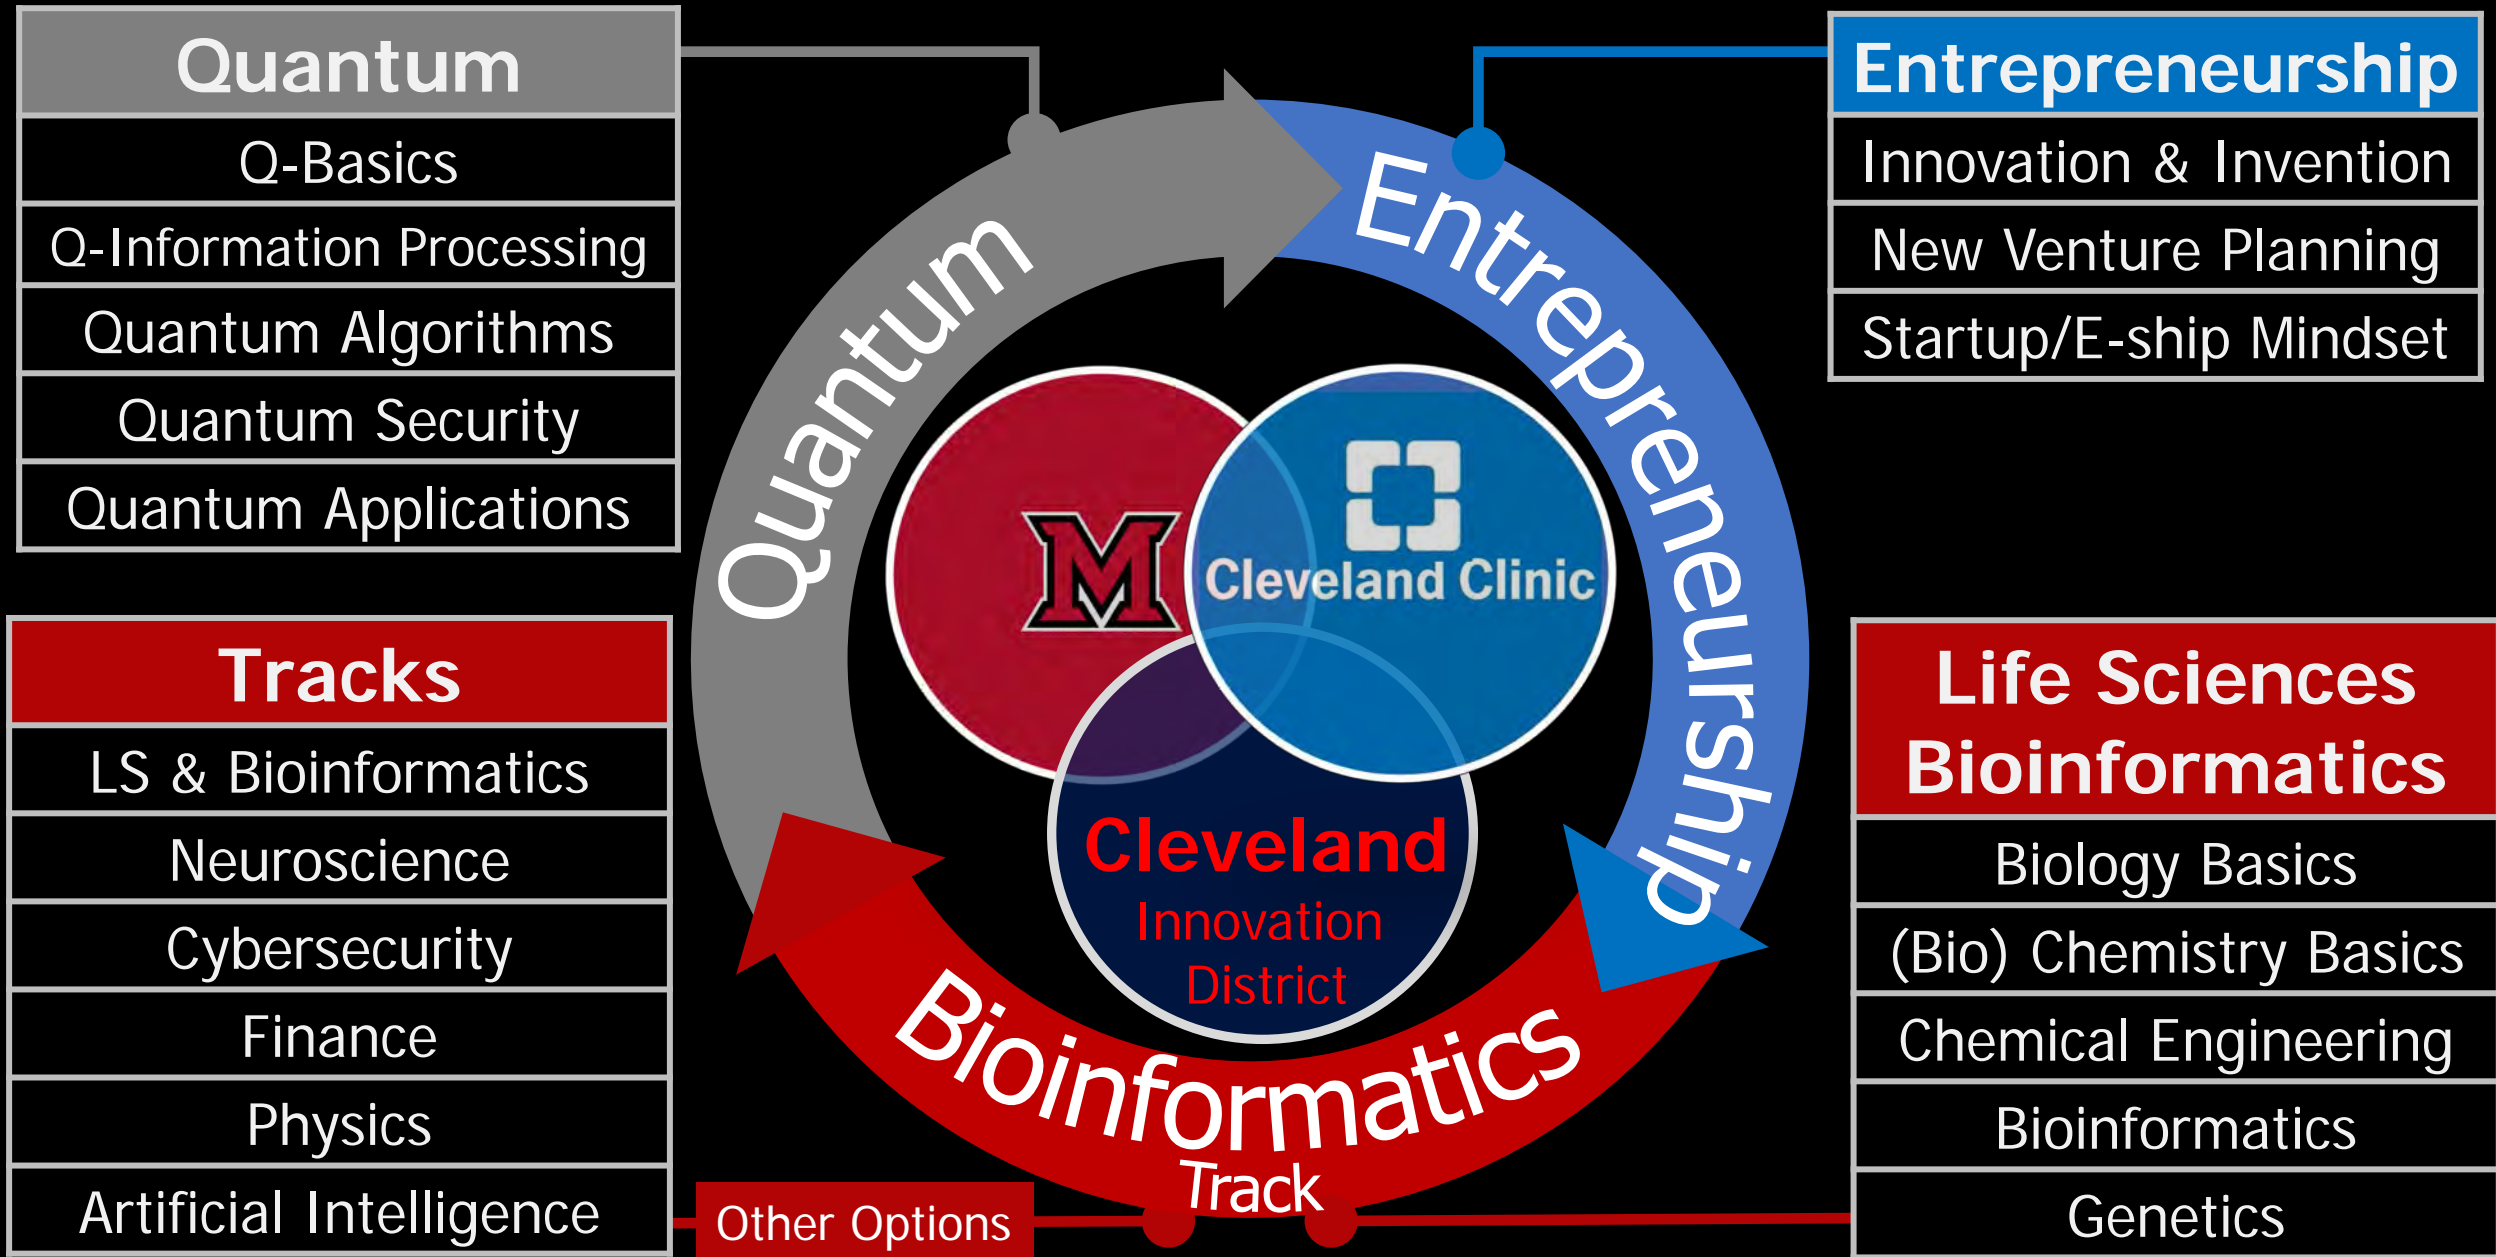 Quantum
Q-Basics
Q-Information Processing
Quantum Algorithms
Quantum Security
Quantum Applications
Entrepreneurship
Innovation & Invention
New Venture Planning
Startup/E-ship Mindset
Quantum
Entrepreneurship
Bioinformatics
Track
M
Cleveland Clinic
Cleveland
Innovation
District
Tracks
LS & Bioinformatics
Neuroscience
Cybersecurity
Finance
Physics
Artificial Intelligence
Other Options
Life Sciences
Bioinformatics
Biology Basics
(Bio) Chemistry Basics
Chemical Engineering
Bioinformatics
Genetics